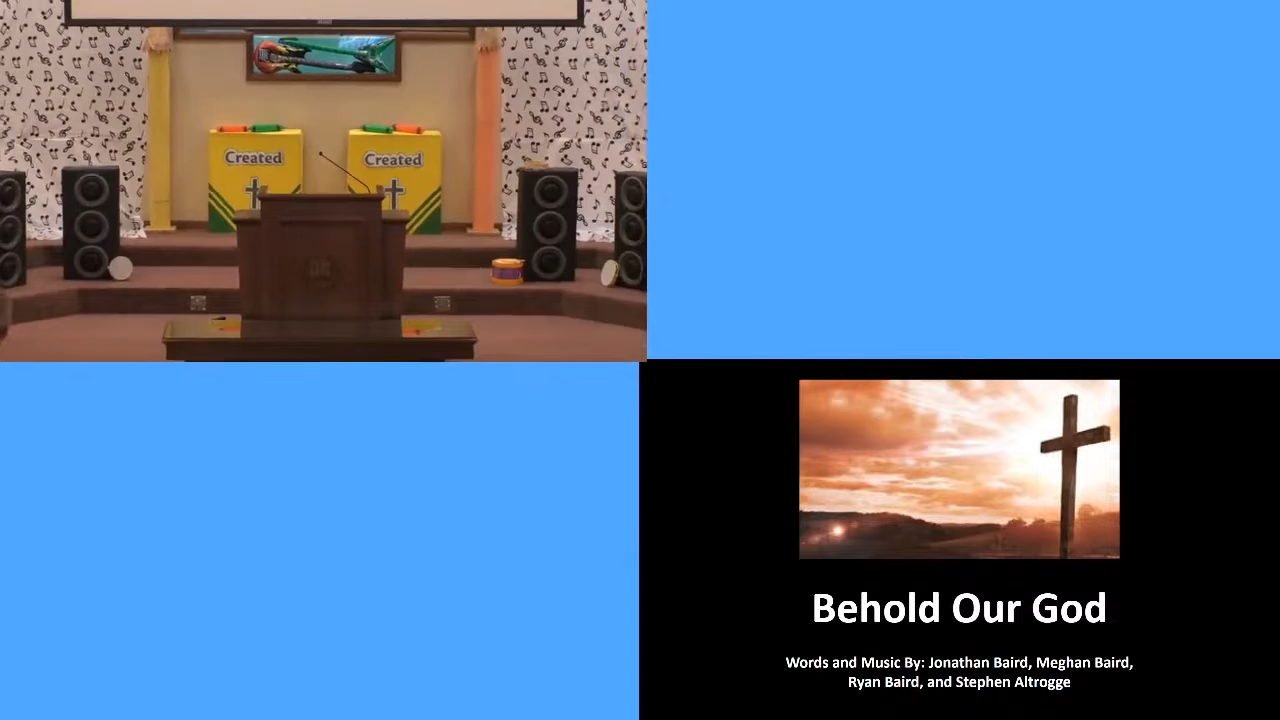 Created
Created
Behold Our God
Words and Music By: Jonathan Baird, Meghan Baird,
Ryan Baird, and Stephen Altrogge